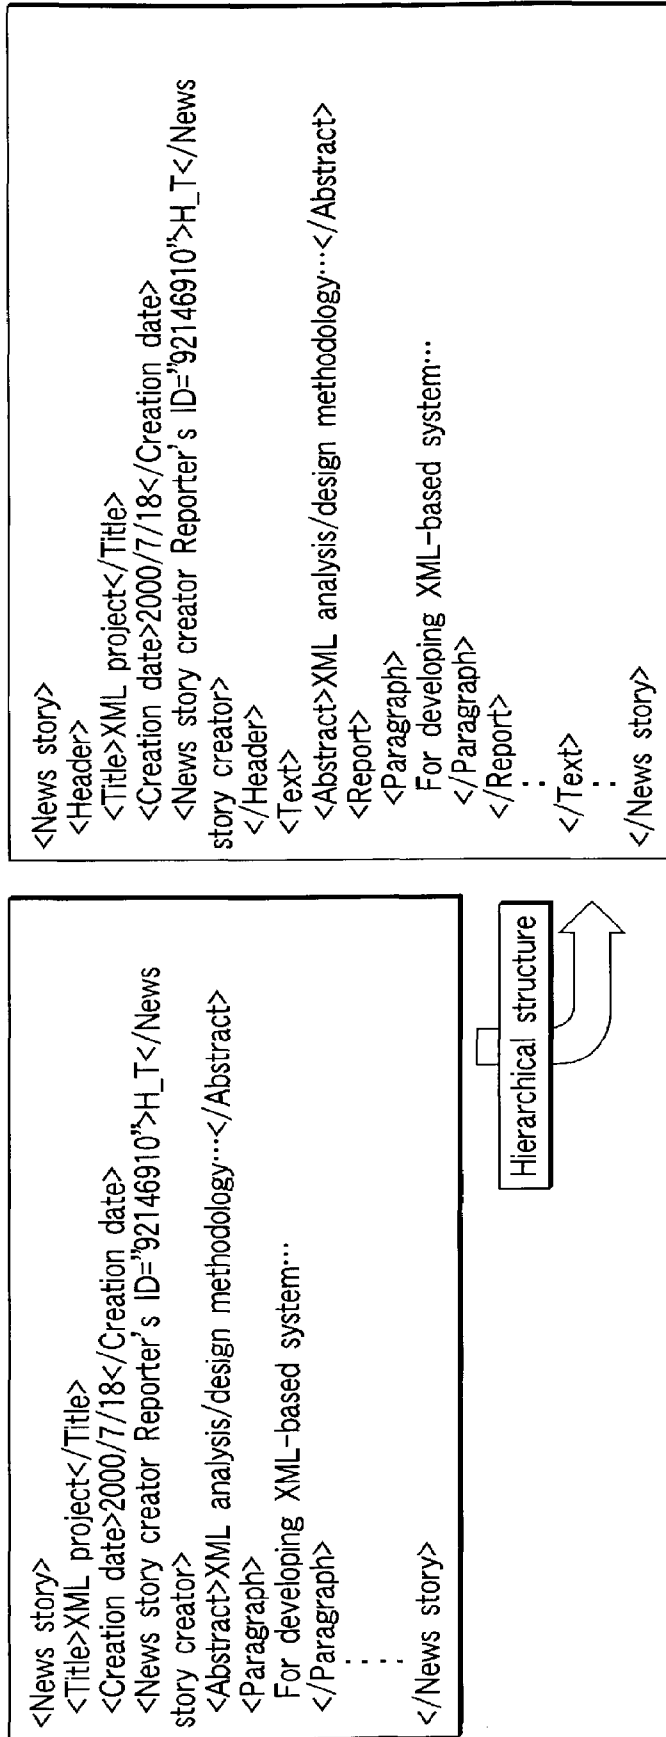 <News story>
<Title>XML project</Title>
<Creation date>2000/7/18</Creation date>
<News story creator Reporter's ID="92146910">H_T</News
story creator>
<Abstract>XML analysis/design methodology…</Abstract>
<Paragraph>
For developing XML-based system…
</Paragraph>
: :
</News story>
Hierarchical structure
<News story>
<Header>
<Title>XML project</Title>
<Creation date>2000/7/18</Creation date>
<News story creator Reporter's ID="92146910">H_T</News
story creator>
</Header>
<Text>
<Abstract>XML analysis/design methodology…</Abstract>
<Report>
<Paragraph>
For developing XML-based system…
</Paragraph>
</Report>
:
</Text>
:
</News story>